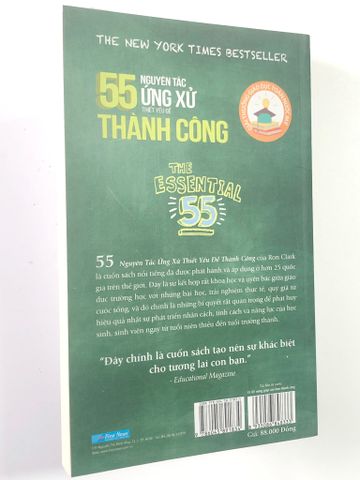 THE NEW YORK TIMES BESTSELLER
55 NGUYÊN TẮC
ỨNG XỬ
THIẾT YẾU ĐỂ
THÀNH CÔNG
THE
ESSENTIAL
55
55 Nguyên Tắc Ứng Xử Thiết Yếu Để Thành Công của Ron Clark
là cuốn sách nổi tiếng đã được phát hành và áp dụng ở hơn 25 quốc
gia trên thế giới. Đây là sự kết hợp rất khoa học và uyển bác giữa giáo
dục trường học, với những bài học, trải nghiệm thực tế, quý giá từ
cuộc sống, và đó chính là những bí quyết rất quan trọng để phát huy
hiệu quả nhất sự phát triển nhân cách, tính cách và năng lực của học
sinh, sinh viên ngay từ tuổi niên thiếu đến tuổi trưởng thành.
“Đây chính là cuốn sách tạo nên sự khác biệt
cho tương lai con bạn.”
- Educational Magazine
First News
Giá: 88.000 Đồng